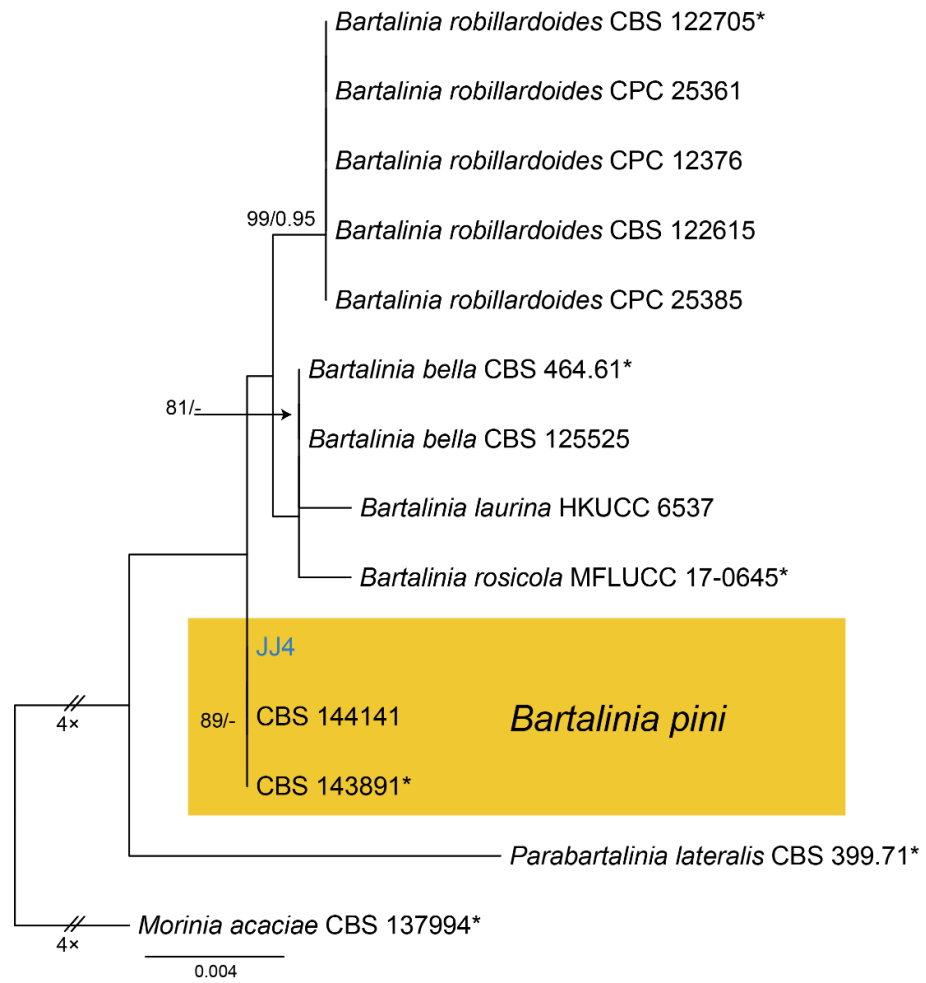 Bartalinia robillardoides CBS 122705*
Bartalinia robillardoides CPC 25361
Bartalinia robillardoides CPC 12376
99/0.95
Bartalinia robillardoides CBS 122615
Bartalinia robillardoides CPC 25385
Bartalinia bella CBS 464.61*
81/-
Bartalinia bella CBS 125525
Bartalinia laurina HKUCC 6537
Bartalinia rosicola MFLUCC 17-0645*
JJ4
89/-
CBS 144141
Bartalinia pini
4×
CBS 143891*
Parabartalinia lateralis CBS 399.71*
Morinia acaciae CBS 137994*
4×
0.004